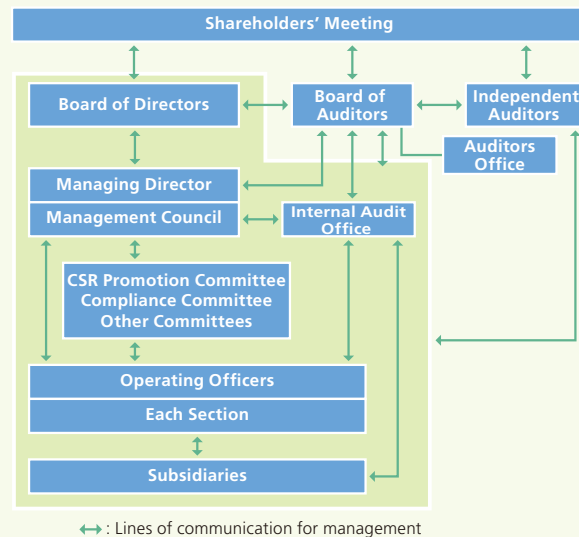 Shareholders' Meeting
Board of Directors
Board of
Auditors
Independent
Auditors
Auditors
Office
Managing Director
Management Council
Internal Audit
Office
CSR Promotion Committee
Compliance Committee
Other Committees
Operating Officers
Each Section
Subsidiaries
↔ : Lines of communication for management